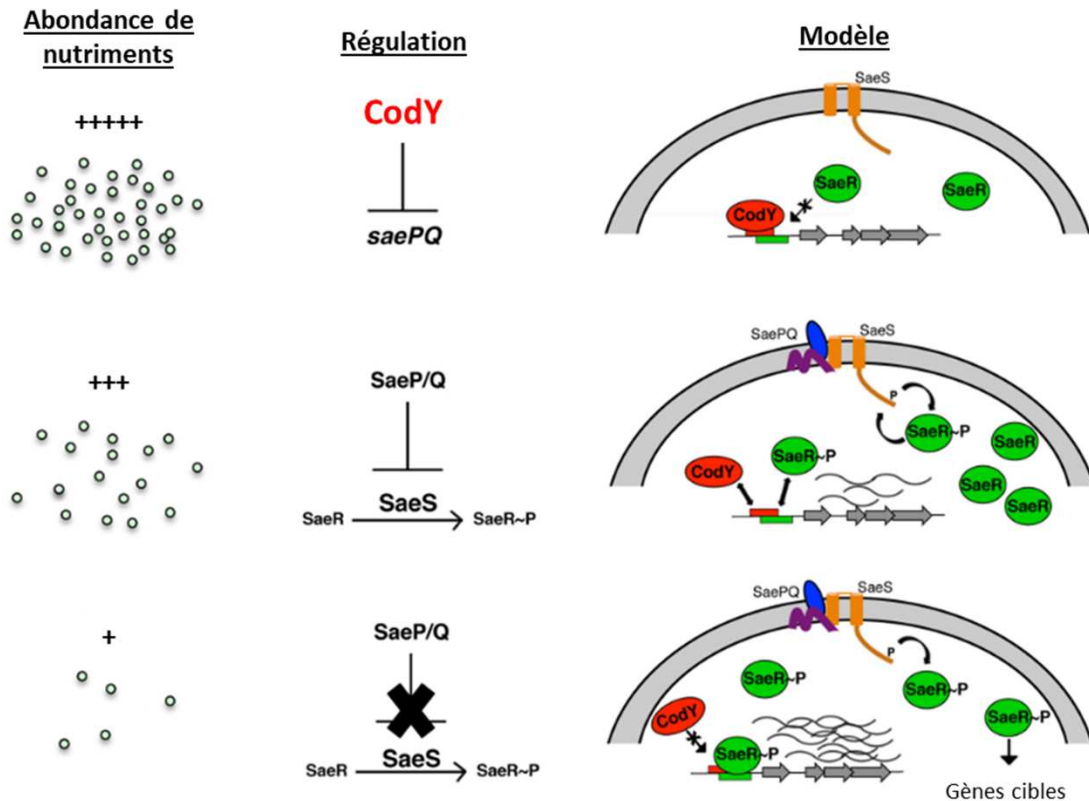 Abondance de
nutriments
Régulation
Modèle
+++++
CodY
saePQ
SaeS
SaeR
SaeR
CodY
+++
SaeP/Q
SaeS
SaeR
SaeR~P
SaePQ
SaeS
P
SaeR~P
SaeR~P
CodY
SaeR
SaeR
SaeR
+
SaeP/Q
SaeS
SaeR
SaeR~P
SaePQ
SaeS
P
SaeR~P
SaeR~P
SaeR~P
CodY
SaeR~P
Gènes cibles